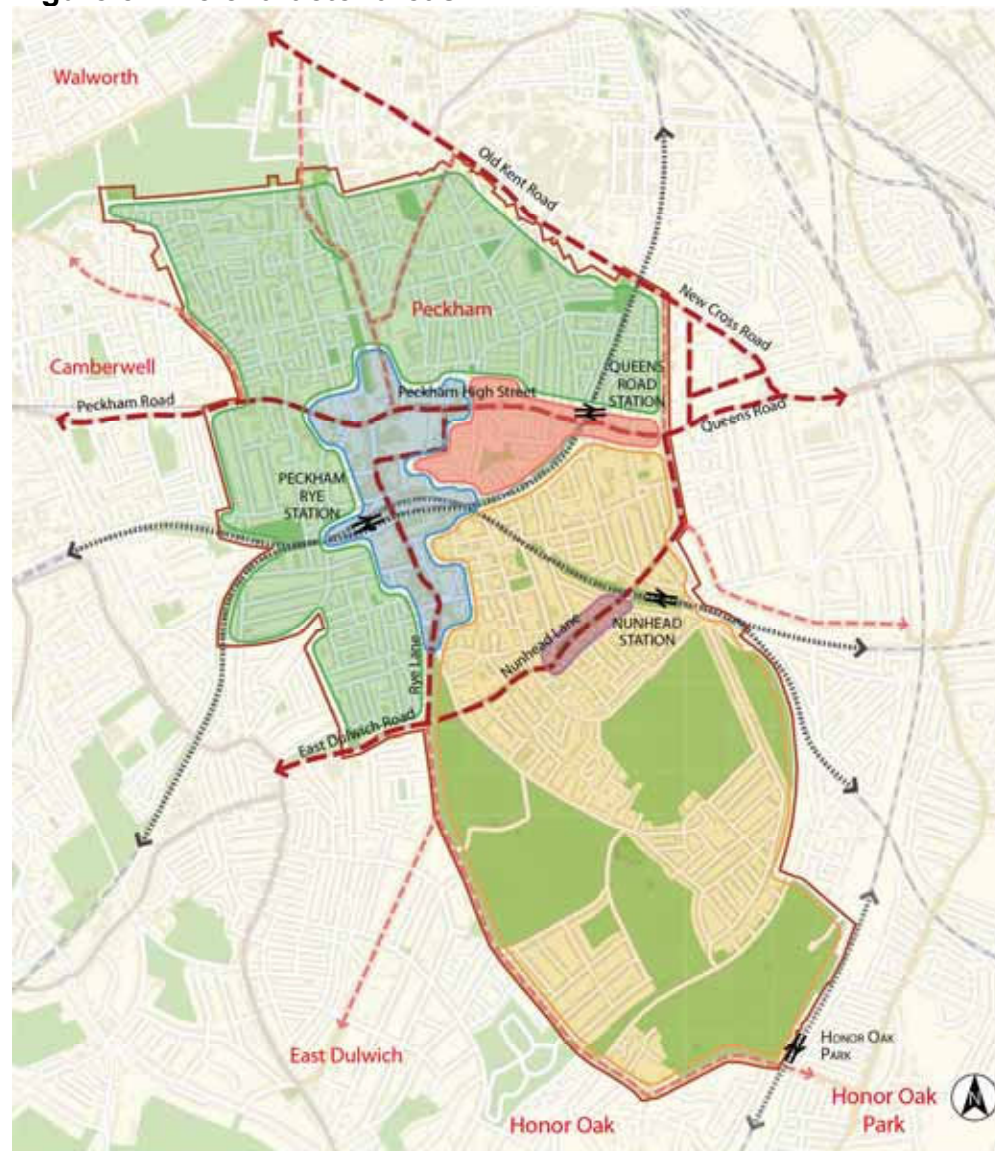 Walworth
Old Kent Road
New Cross Road
Peckham
Camberwell
QUEENS
ROAD
STATION
Peckham High Street
Peckham Road
Queens Road
PECKHAM
RYE
STATION
NUNHEAD
STATION
Nunhead Lane
Rye Lane
East Dulwich Road
East Dulwich
HONOR OAK
PARK
Honor Oak
Park
Honor Oak
N